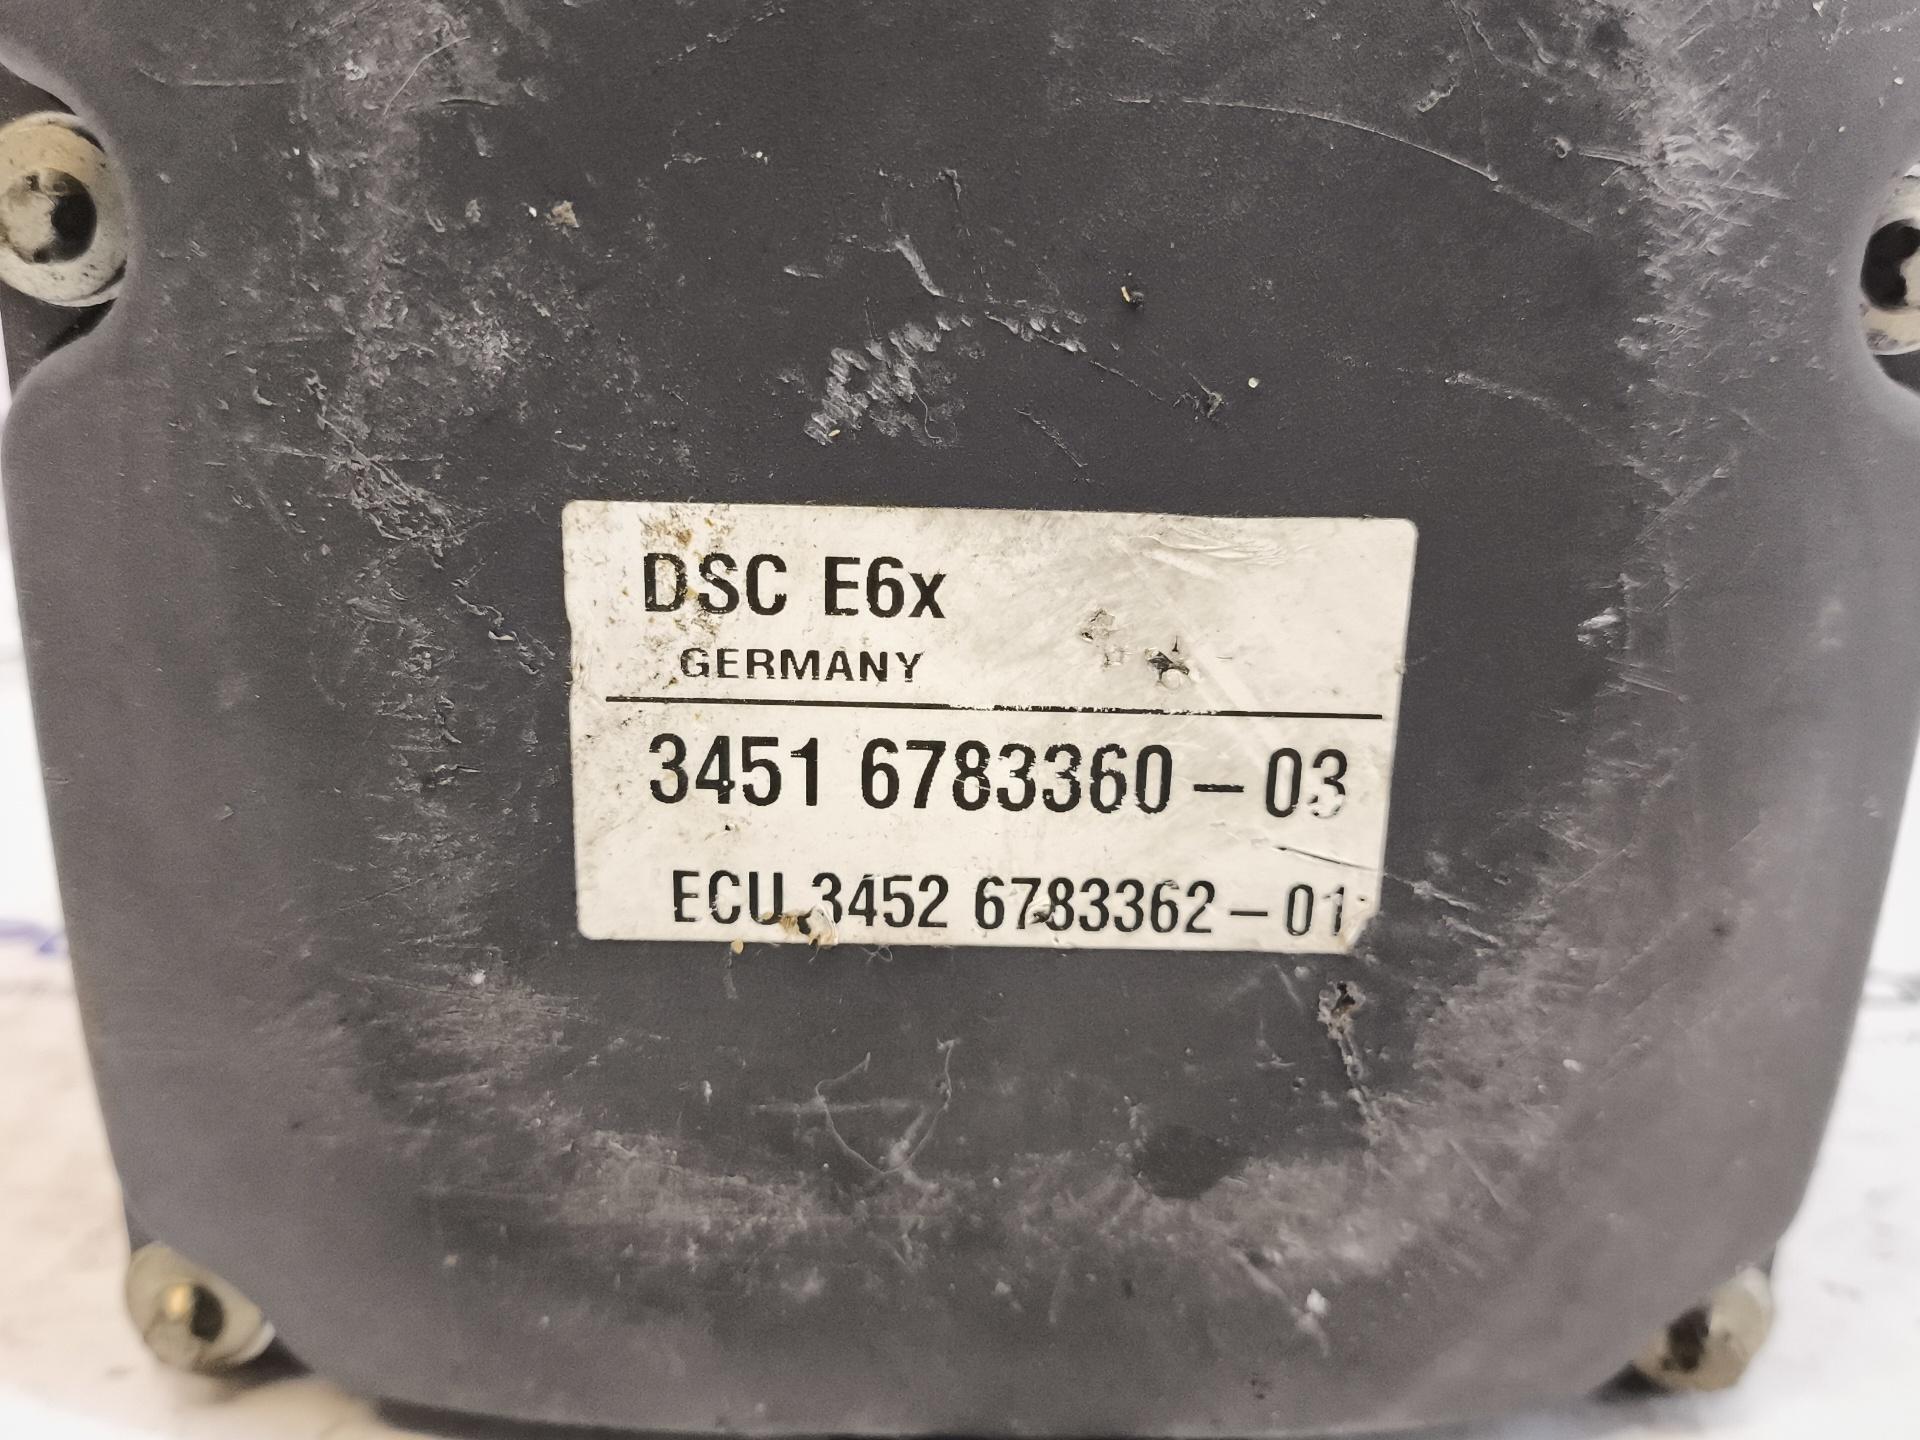 DSC E6x
GERMANY
3451 6783360 – 03
ECU 3452 6783362 – 01